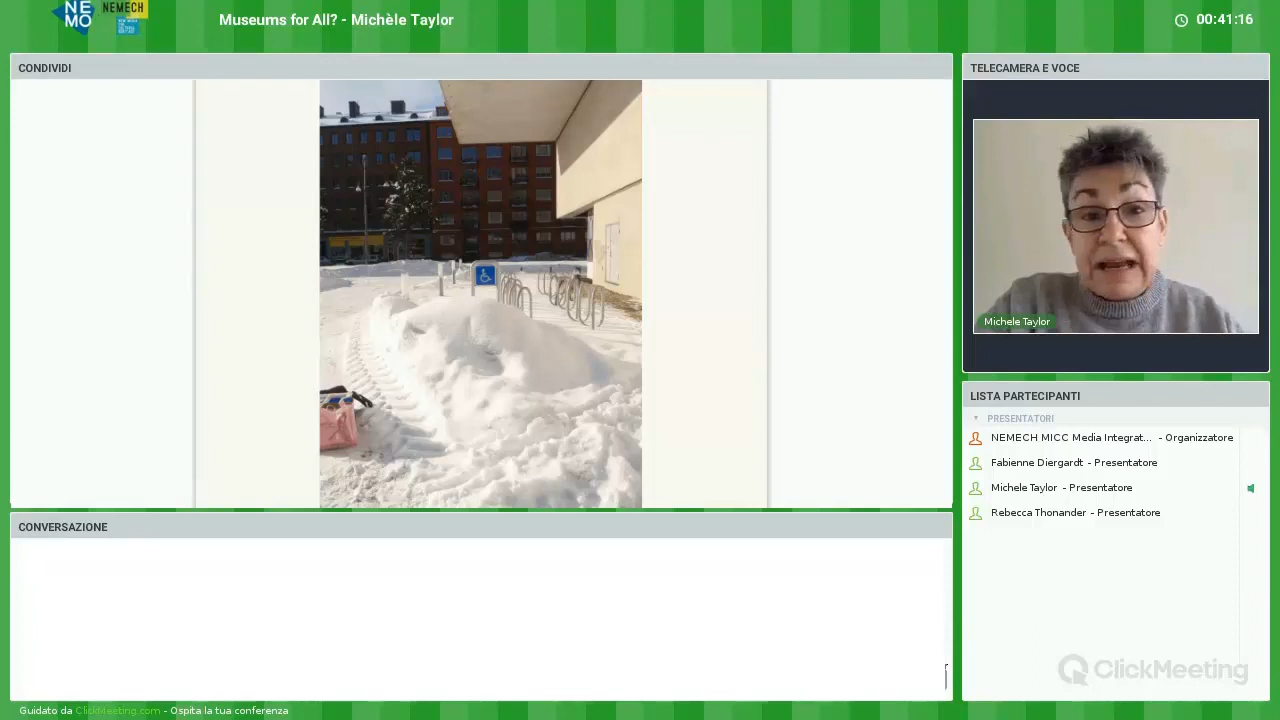 NE
MO
NEMECH
Museums for All? - Michèle Taylor
00:41:16
CONDIVIDI
TELECAMERA E VOCE
Michele Taylor
LISTA PARTECIPANTI
PRESENTATORI
NEMECH MICC Media Integrat... - Organizzatore
Fabienne Diergardt - Presentatore
Michele Taylor - Presentatore
Rebecca Thonander - Presentatore
CONVERSAZIONE
ClickMeeting
Guidato da ClickMeeting.com - Ospita la tua conferenza